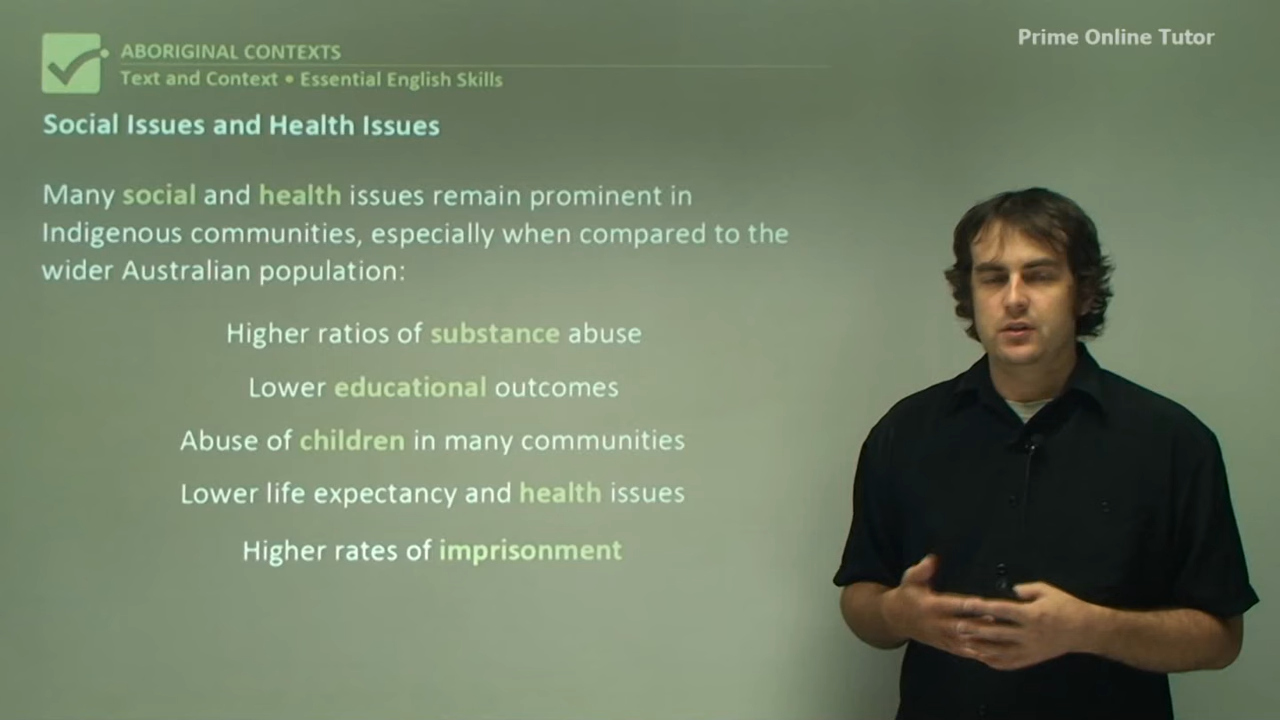 Prime Online Tutor
ABORIGINAL CONTEXTS
Text and Context • Essential English Skills
Social Issues and Health Issues
Many social and health issues remain prominent in
Indigenous communities, especially when compared to the
wider Australian population:
Higher ratios of substance abuse
Lower educational outcomes
Abuse of children in many communities
Lower life expectancy and health issues
Higher rates of imprisonment